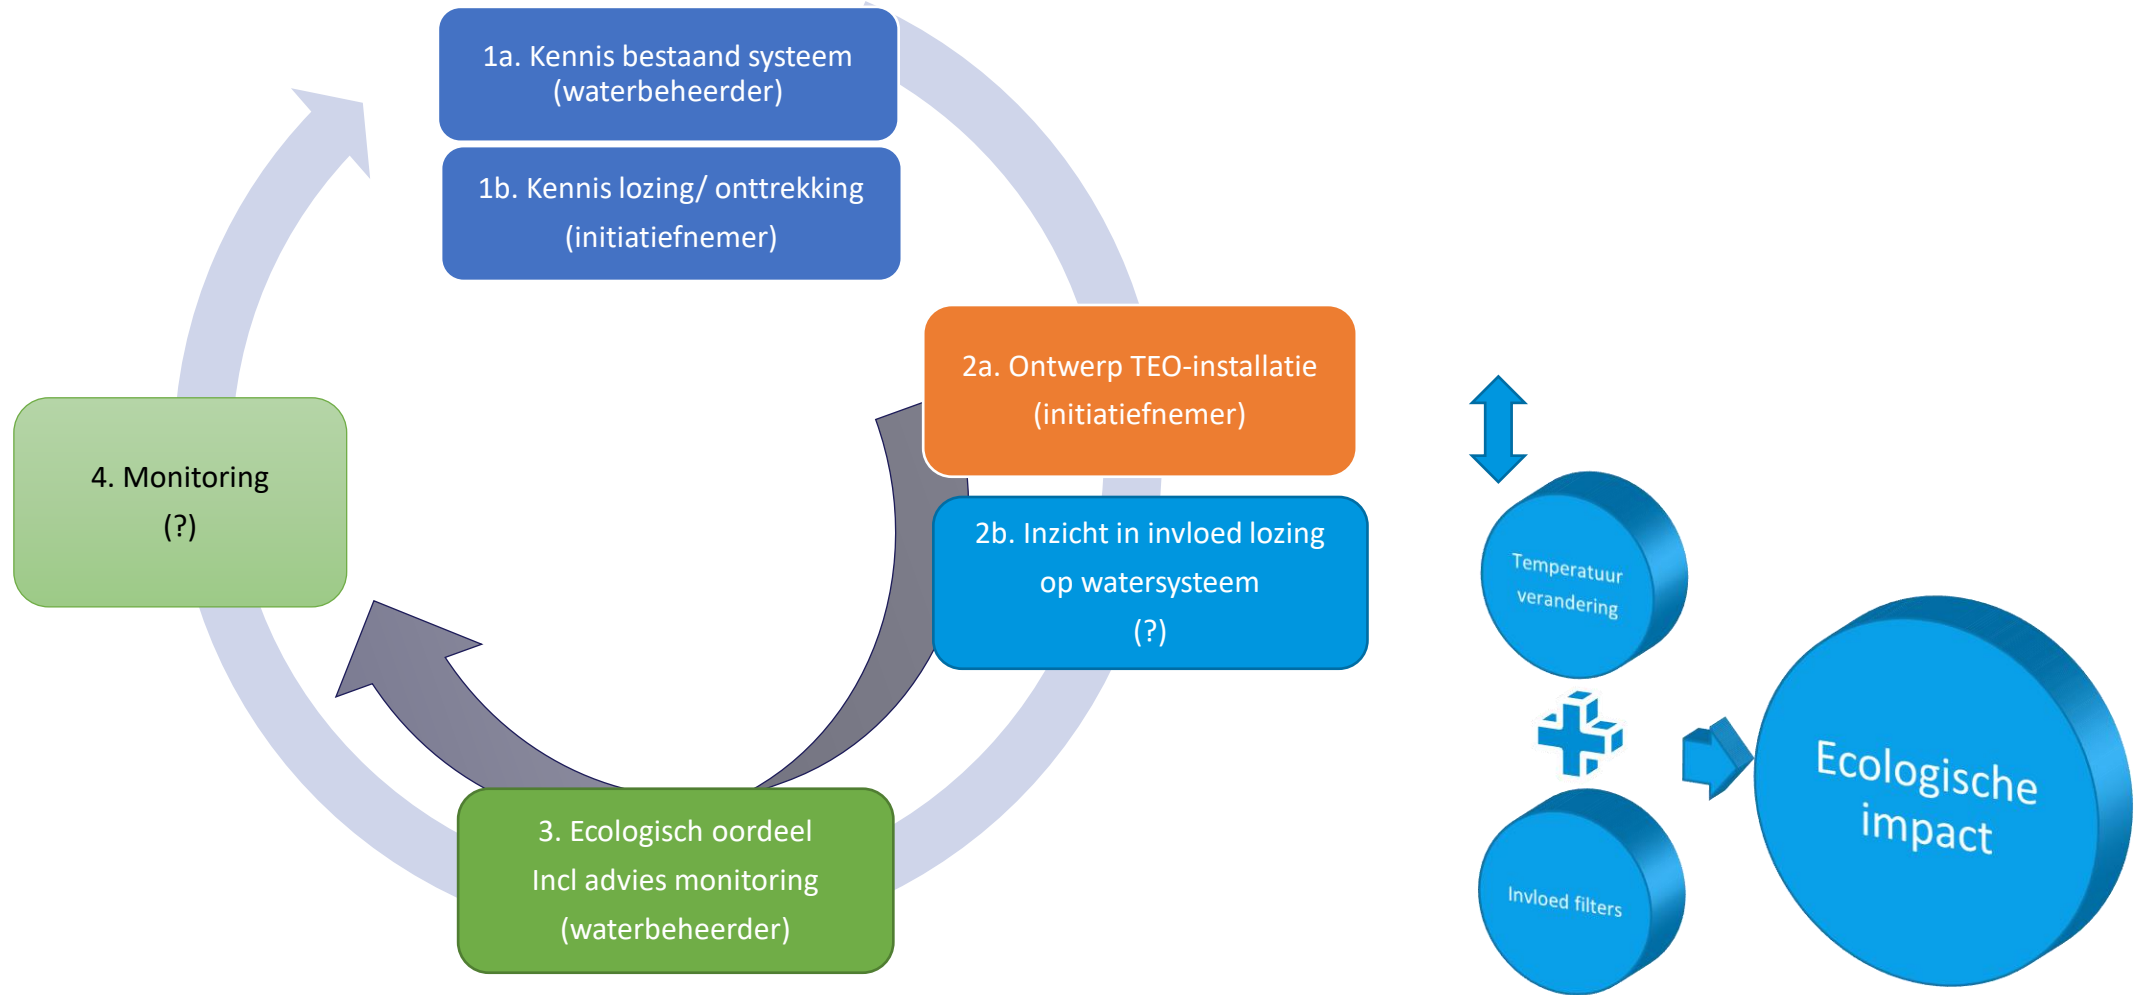 1a. Kennis bestaand systeem
(waterbeheerder)
1b. Kennis lozing/ onttrekking
(initiatiefnemer)
2a. Ontwerp TEO-installatie
(initiatiefnemer)
2b. Inzicht in invloed lozing
op watersysteem
(?)
3. Ecologisch oordeel
Incl advies monitoring
(waterbeheerder)
4. Monitoring
(?)
Temperatuur
verandering
Invloed filters
Ecologische
impact